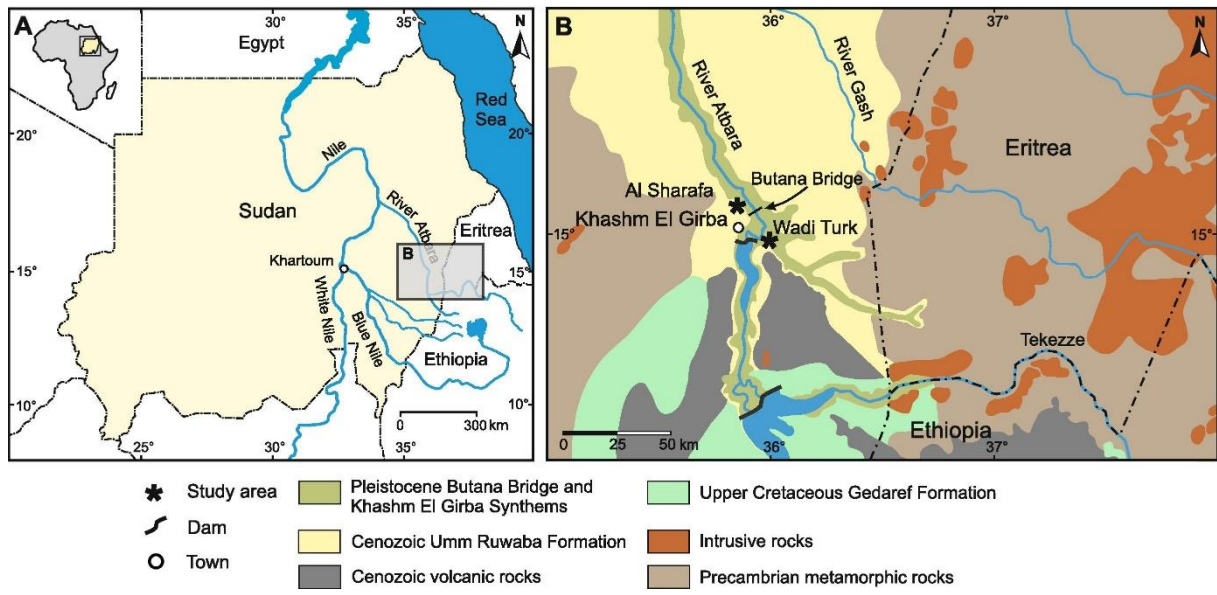 A
30°
35°
N
Egypt
Red
Sea
20°
20°
Nile
Sudan
River
Atbara
Eritrea
B
Khartoum
15°
15°
White Nile
Blue Nile
Ethiopia
10°
10°
0
300 km
25°
30°
35°
B
36°
37°
N
River Atbara
River Gash
Eritrea
Al Sharafa
Butana Bridge
Khashm El Girba
Wadi Turk
15°
15°
Tekezze
Ethiopia
0
25
50 km
36°
37°
Study area
Dam
Town
Pleistocene Butana Bridge and
Khashm El Girba Synthems
Cenozoic Umm Ruwaba Formation
Cenozoic volcanic rocks
Upper Cretaceous Gedaref Formation
Intrusive rocks
Precambrian metamorphic rocks